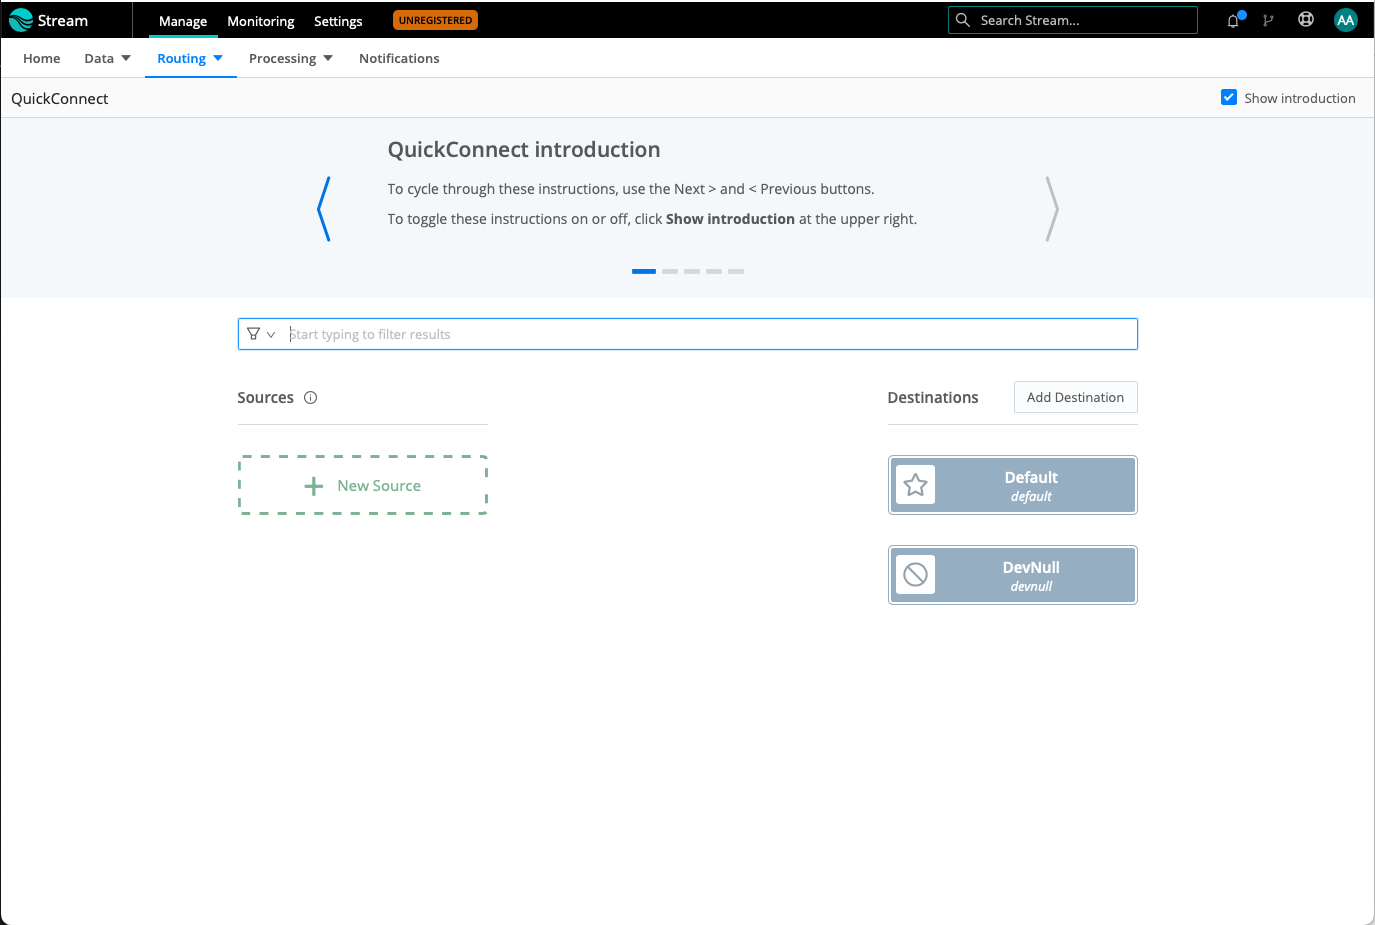 Stream
Manage Monitoring Settings UNREGISTERED Search Stream... AA
Home Data Routing Processing Notifications
QuickConnect Show introduction
QuickConnect introduction
To cycle through these instructions, use the Next > and < Previous buttons.
To toggle these instructions on or off, click Show introduction at the upper right.
Start typing to filter results
Sources Destinations Add Destination
New Source
Default
default
DevNull
devnull